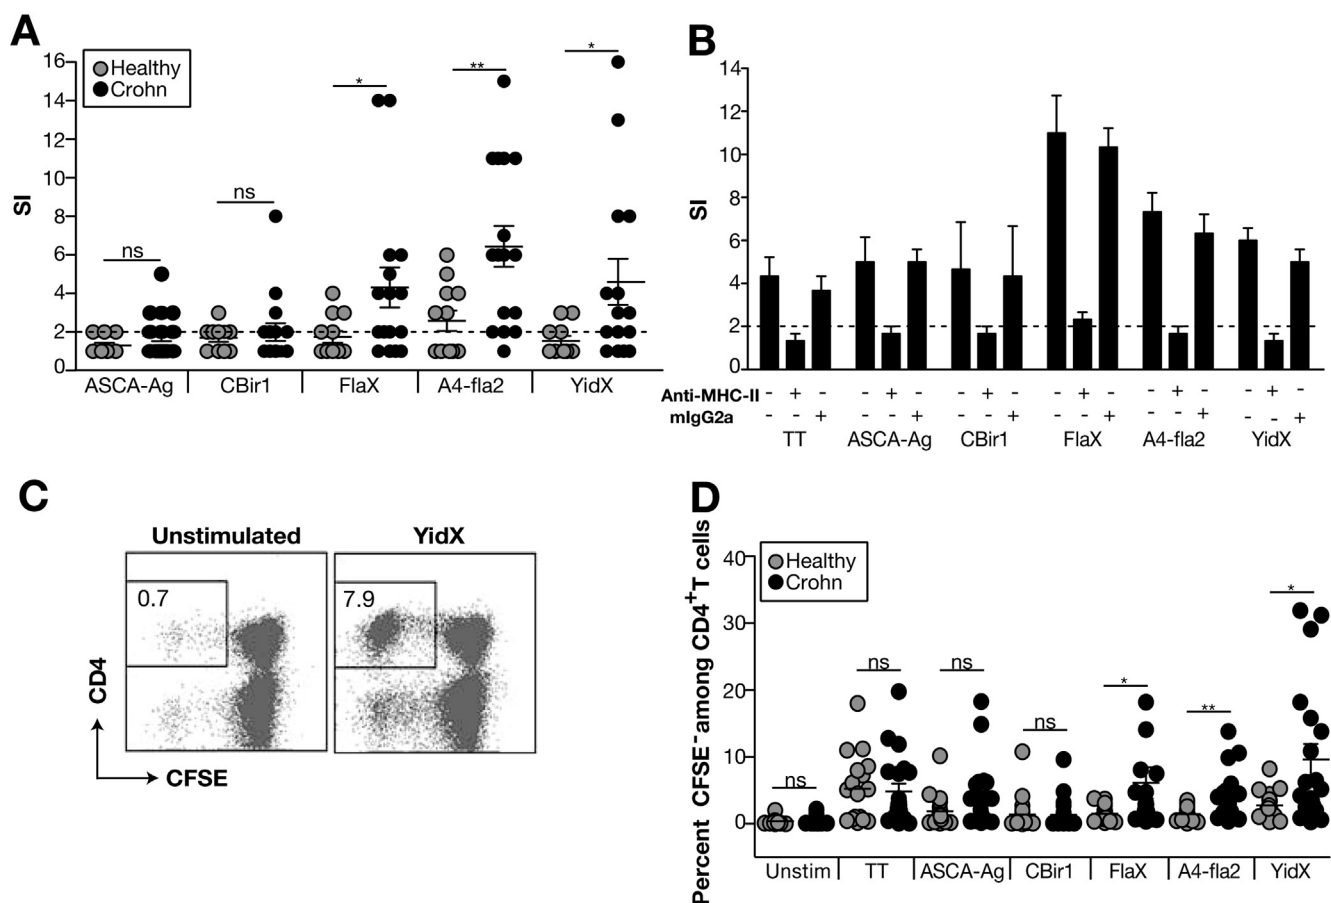 A
16
14
12
10
8
6
4
2
0
SI
Healthy
Crohn
ns
ns
*
**
*
ASCA-Ag
CBir1
FlaX
A4-fla2
YidX
B
14
12
10
8
6
4
2
0
SI
Anti-MHC-II - + - - + - - + - - + - - + - - + -
mIgG2a - - + - - + - - + - - + - - + - - +
TT
ASCA-Ag
CBir1
FlaX
A4-fla2
YidX
C
Unstimulated
YidX
0.7
7.9
CD4
CFSE
D
Percent CFSE- among CD4+T cells
40
30
20
10
0
Healthy
Crohn
ns
ns
ns
ns
*
**
*
Unstim
TT
ASCA-Ag
CBir1
FlaX
A4-fla2
YidX